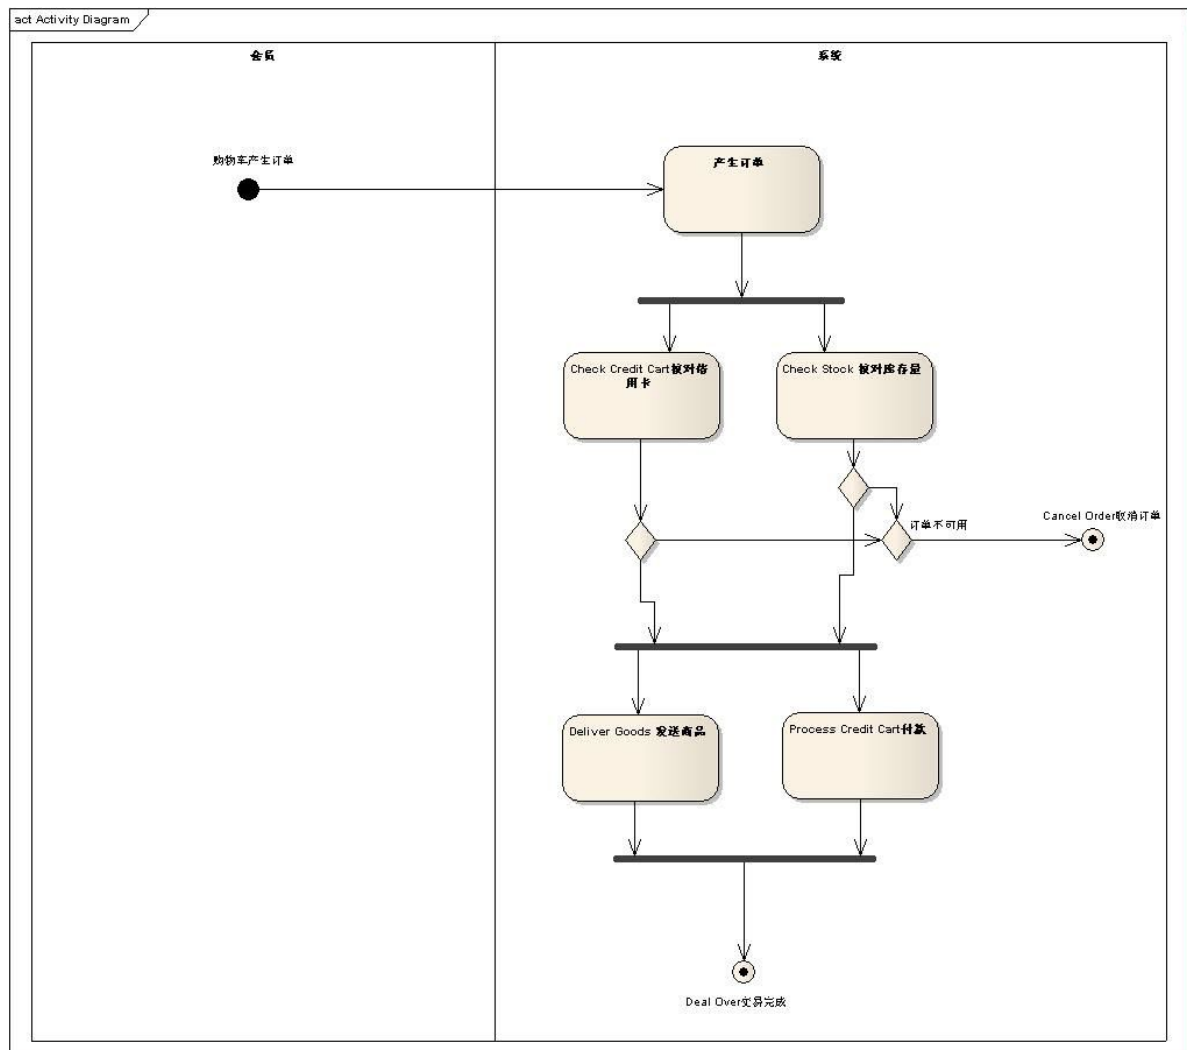 act Activity Diagram
会员
系统
购物车产生订单
产生订单
Check Credit Cart核对信
用卡
Check Stock 核对库存量
订单不可用
Cancel Order取消订单
Deliver Goods 发送商品
Process Credit Cart付款
Deal Over交易完成